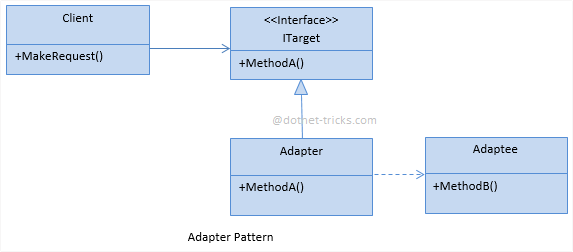 Client
+MakeRequest()
<<Interface>>
ITarget
+MethodA()
@dotnet-tricks.com
Adapter
+MethodA()
Adaptee
+MethodB()
Adapter Pattern